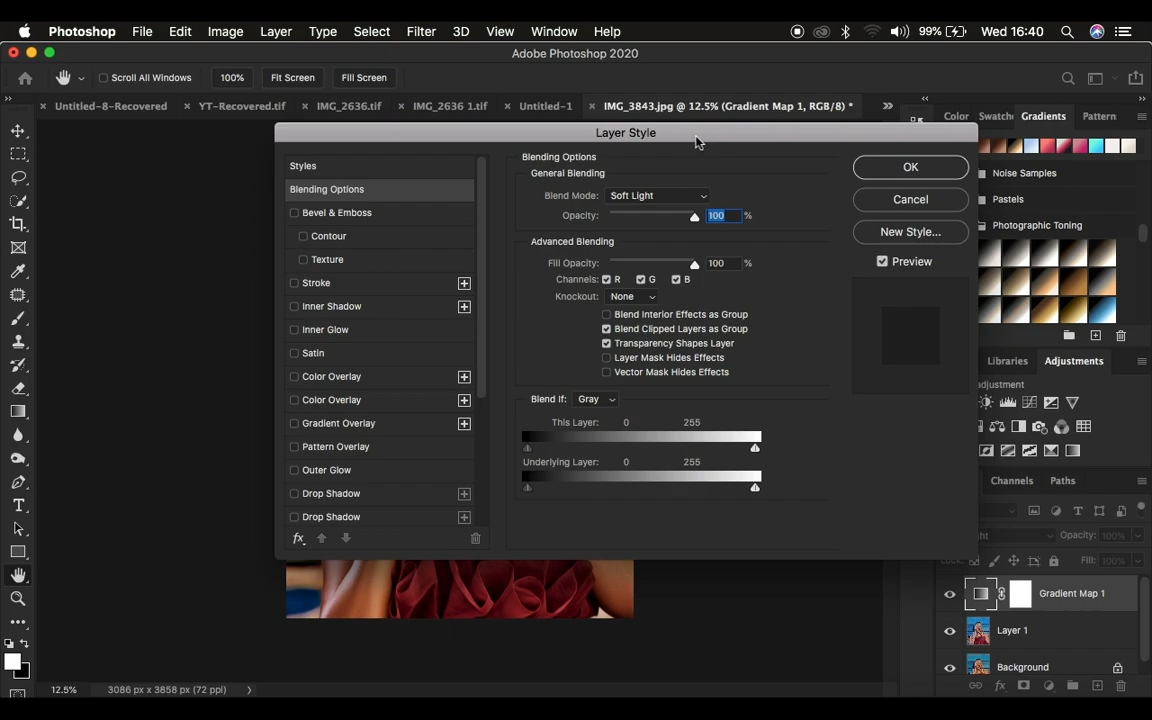 Photoshop File Edit Image Layer Type Select Filter 3D View Window Help 99% Wed 16:40
Adobe Photoshop 2020
Scroll All Windows 100% Fit Screen Fill Screen
Untitled-8-Recovered YT-Recovered.tif IMG_2636.tif IMG_2636 1.tif Untitled-1 IMG_3843.jpg @ 12.5% (Gradient Map 1, RGB/8) *
Color Swatch Gradients Pattern
Layer Style
Styles
Blending Options
Bevel & Emboss
Contour
Texture
Stroke
Inner Shadow
Inner Glow
Satin
Color Overlay
Color Overlay
Gradient Overlay
Pattern Overlay
Outer Glow
Drop Shadow
Drop Shadow
fx
Blending Options
General Blending
Blend Mode: Soft Light
Opacity: 100 %
Advanced Blending
Fill Opacity: 100 %
Channels: R G B
Knockout: None
Blend Interior Effects as Group
Blend Clipped Layers as Group
Transparency Shapes Layer
Layer Mask Hides Effects
Vector Mask Hides Effects
Blend If: Gray
This Layer: 0 255
Underlying Layer: 0 255
OK
Cancel
New Style...
Preview
Noise Samples
Pastels
Photographic Toning
Libraries Adjustments
Channels Paths
Opacity: 100%
Fill: 100%
Gradient Map 1
Layer 1
Background
fx
12.5% 3086 px x 3858 px (72 ppi)